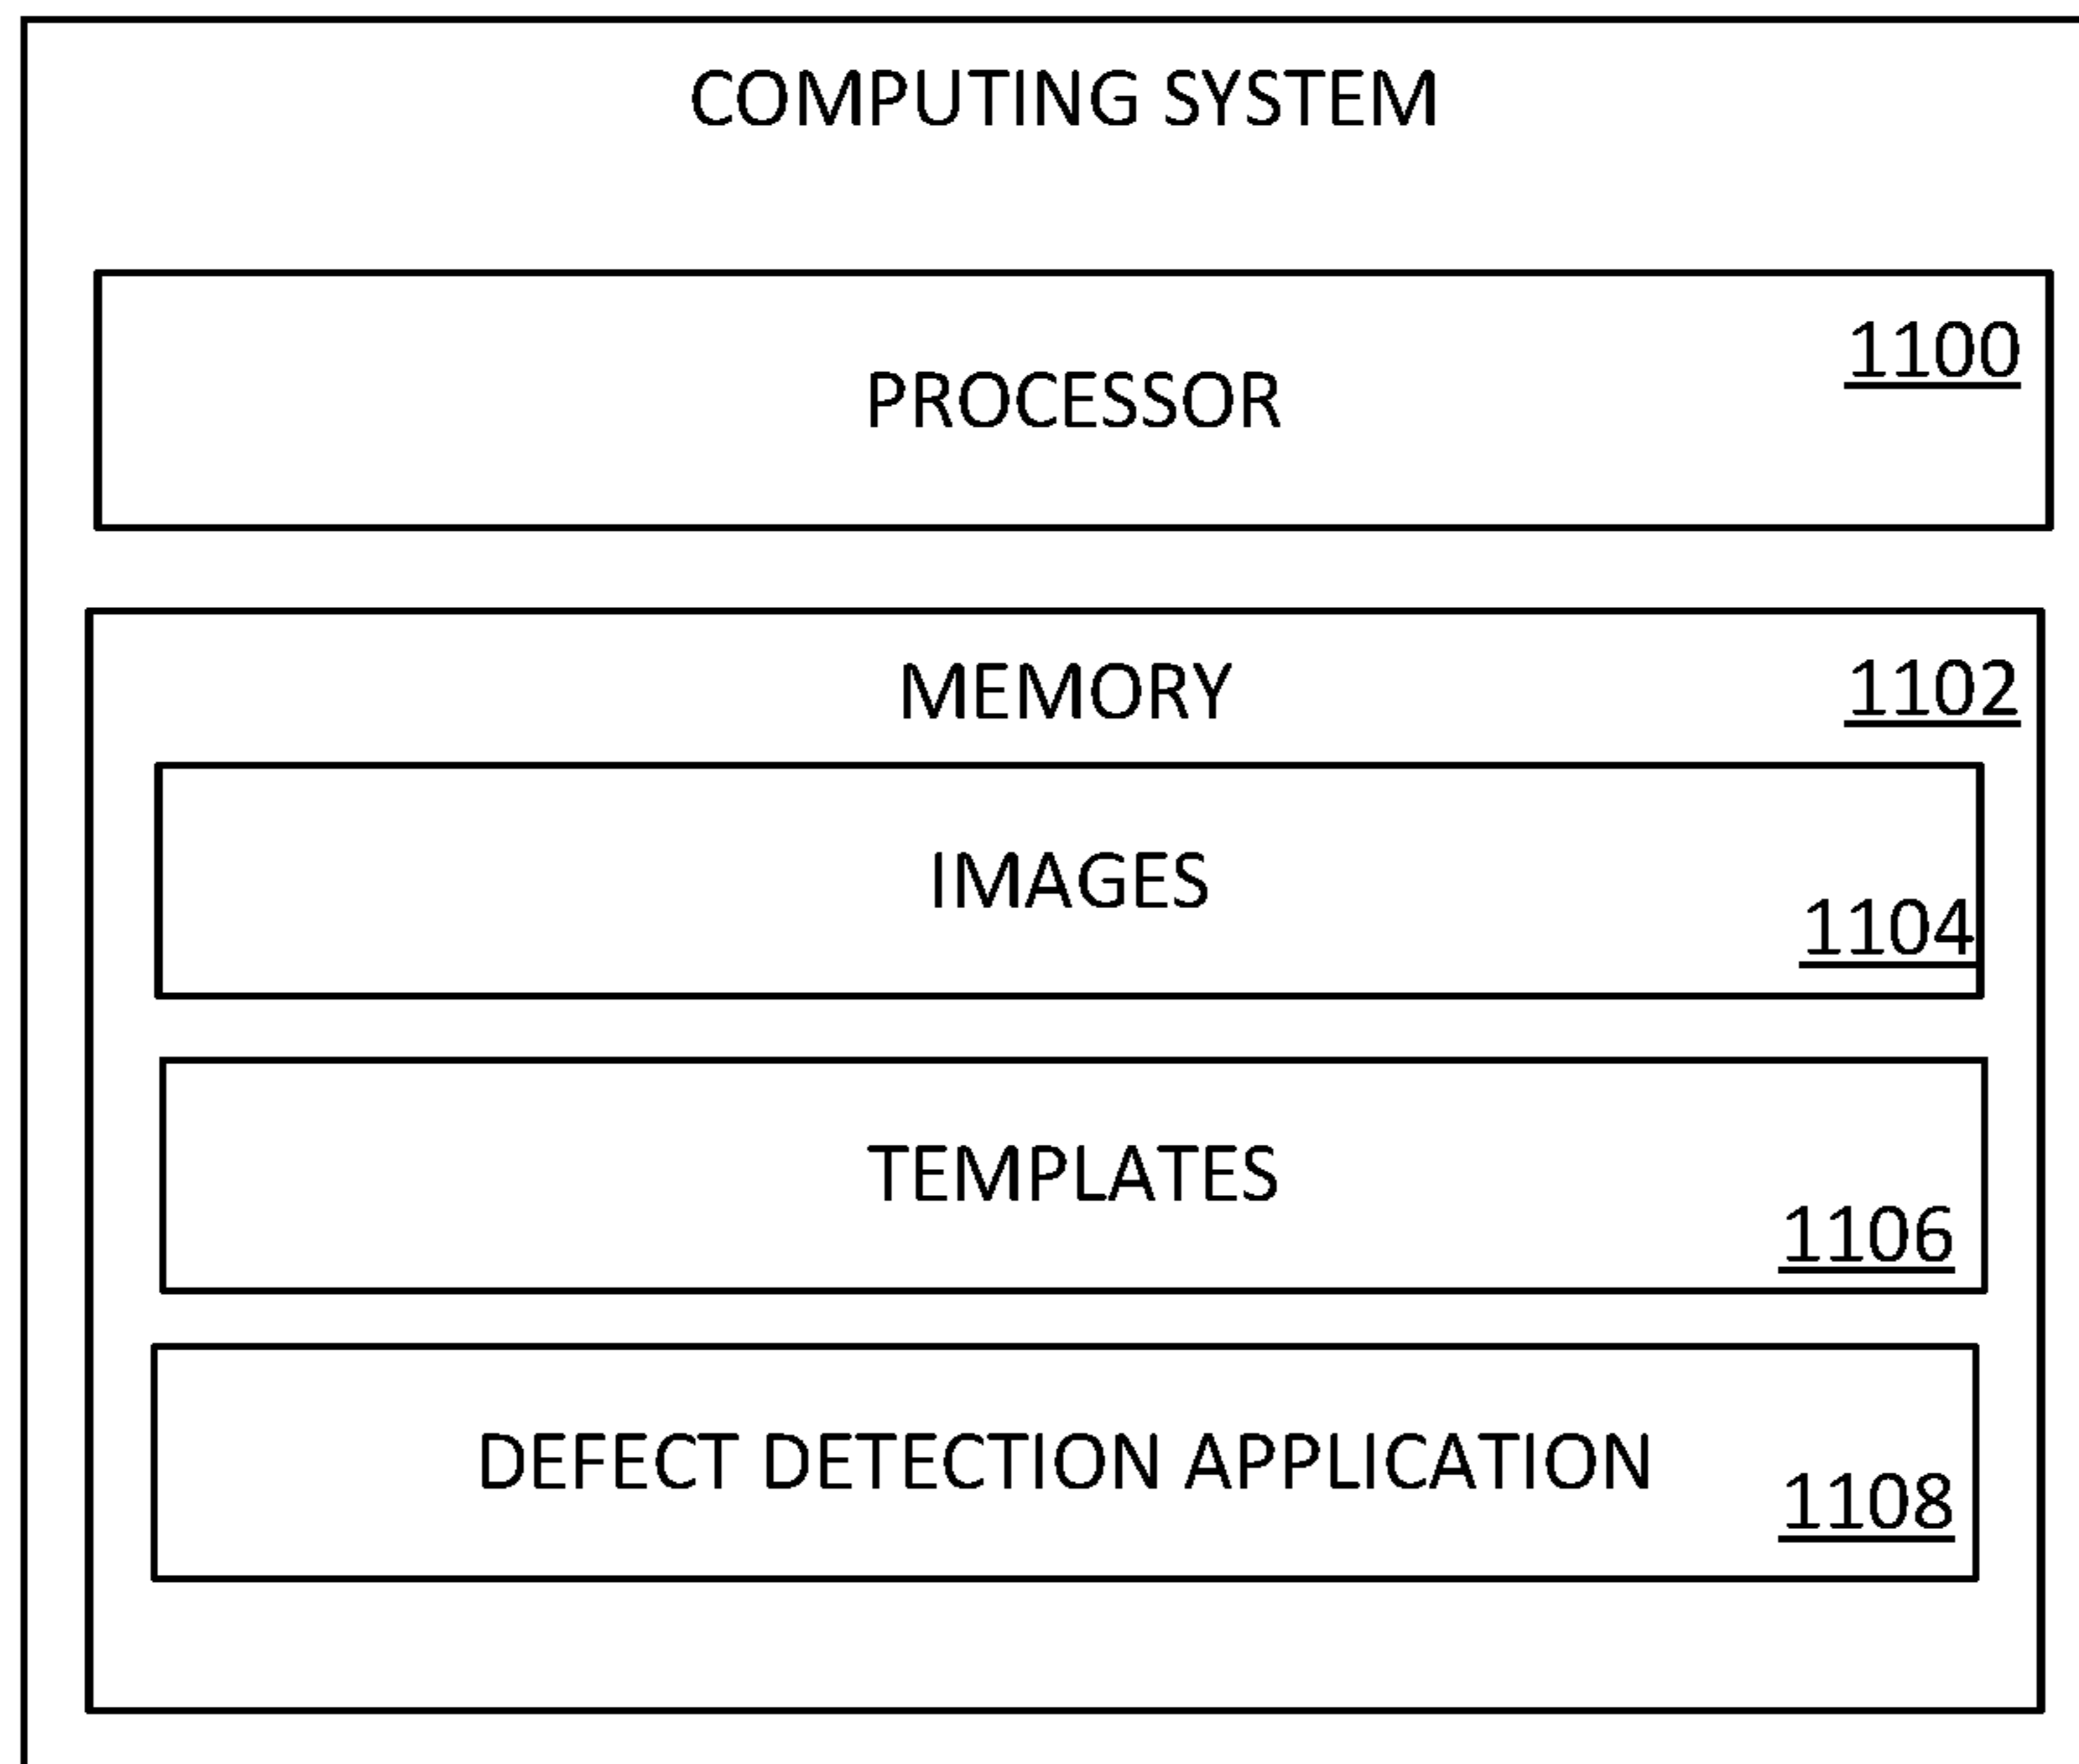 COMPUTING SYSTEM
1100
PROCESSOR
MEMORY 1102
IMAGES
1104
TEMPLATES
1106
DEFECT DETECTION APPLICATION
1108